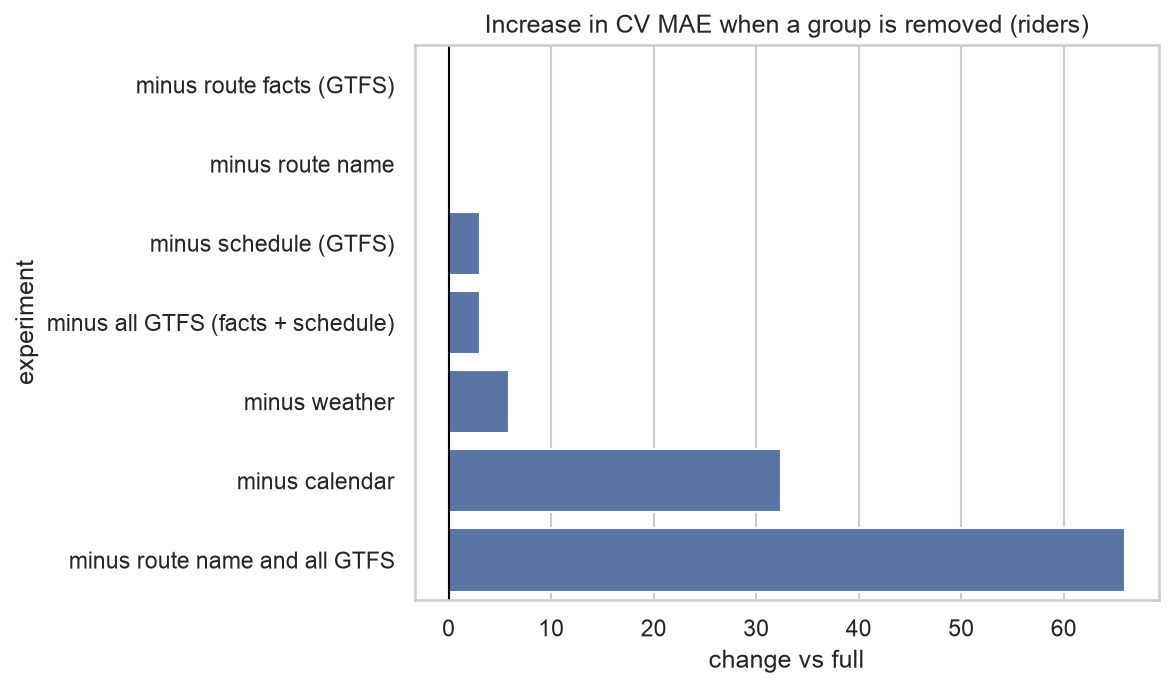 Increase in CV MAE when a group is removed (riders)
experiment
minus route facts (GTFS)
minus route name
minus schedule (GTFS)
minus all GTFS (facts + schedule)
minus weather
minus calendar
minus route name and all GTFS
0 10 20 30 40 50 60
change vs full